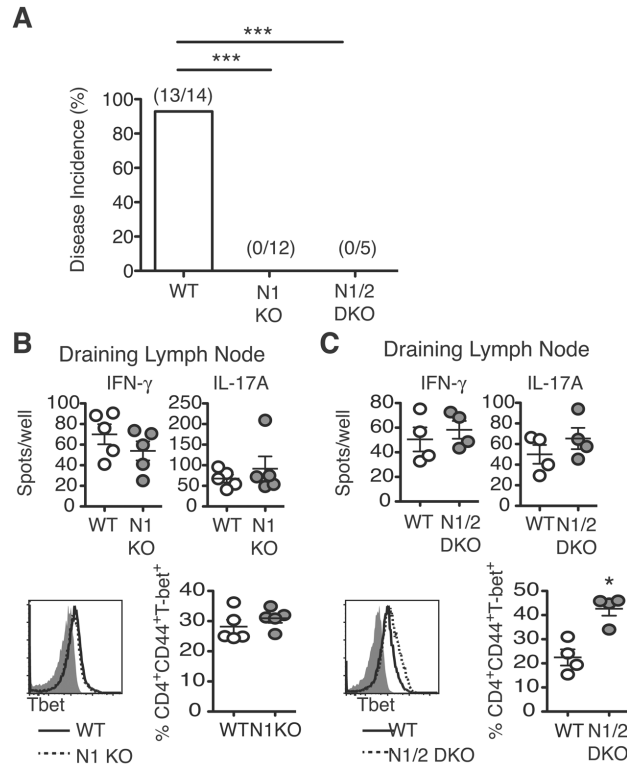 A
***
***
Disease Incidence (%)
100
80
60
40
20
0
(13/14)
(0/12)
(0/5)
WT
N1
KO
N1/2
DKO
B
Draining Lymph Node
IFN-γ
IL-17A
Spots/well
100
80
60
40
20
0
WT
N1
KO
250
200
150
100
50
0
WT
N1
KO
Tbet
WT
N1 KO
% CD4⁺CD44⁺T-bet⁺
40
30
20
10
0
WT N1KO
C
Draining Lymph Node
IFN-γ
IL-17A
Spots/well
80
60
40
20
0
WT N1/2
DKO
100
80
60
40
20
0
WT N1/2
DKO
Tbet
WT
N1/2 DKO
% CD4⁺CD44⁺T-bet⁺
50
40
30
20
10
0
*
WT N1/2
DKO